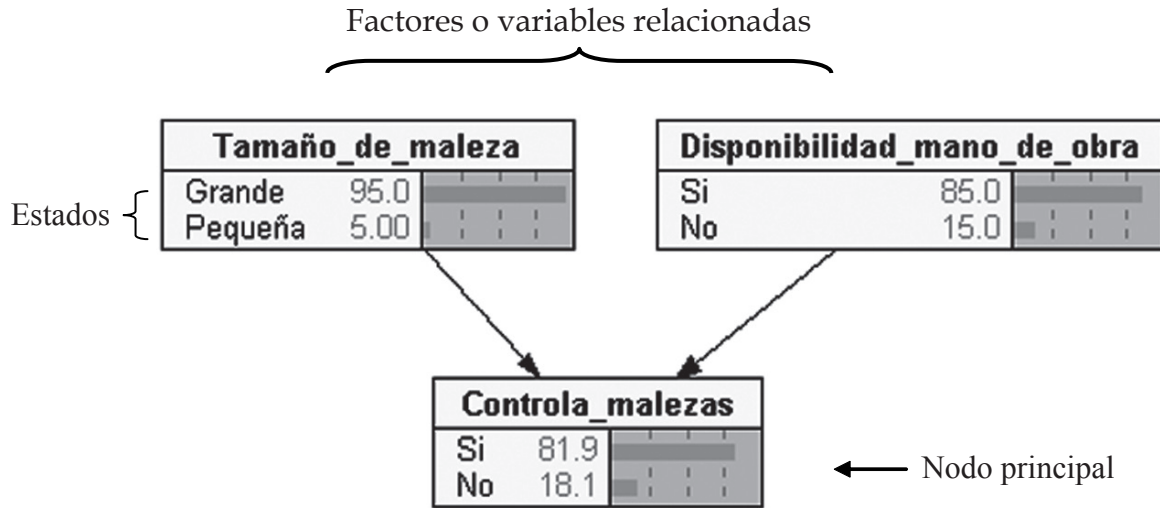 Factores o variables relacionadas
Tamaño_de_maleza
Grande 95.0
Pequeña 5.00
Estados
Disponibilidad_mano_de_obra
Si 85.0
No 15.0
Controla_malezas
Si 81.9
No 18.1
Nodo principal